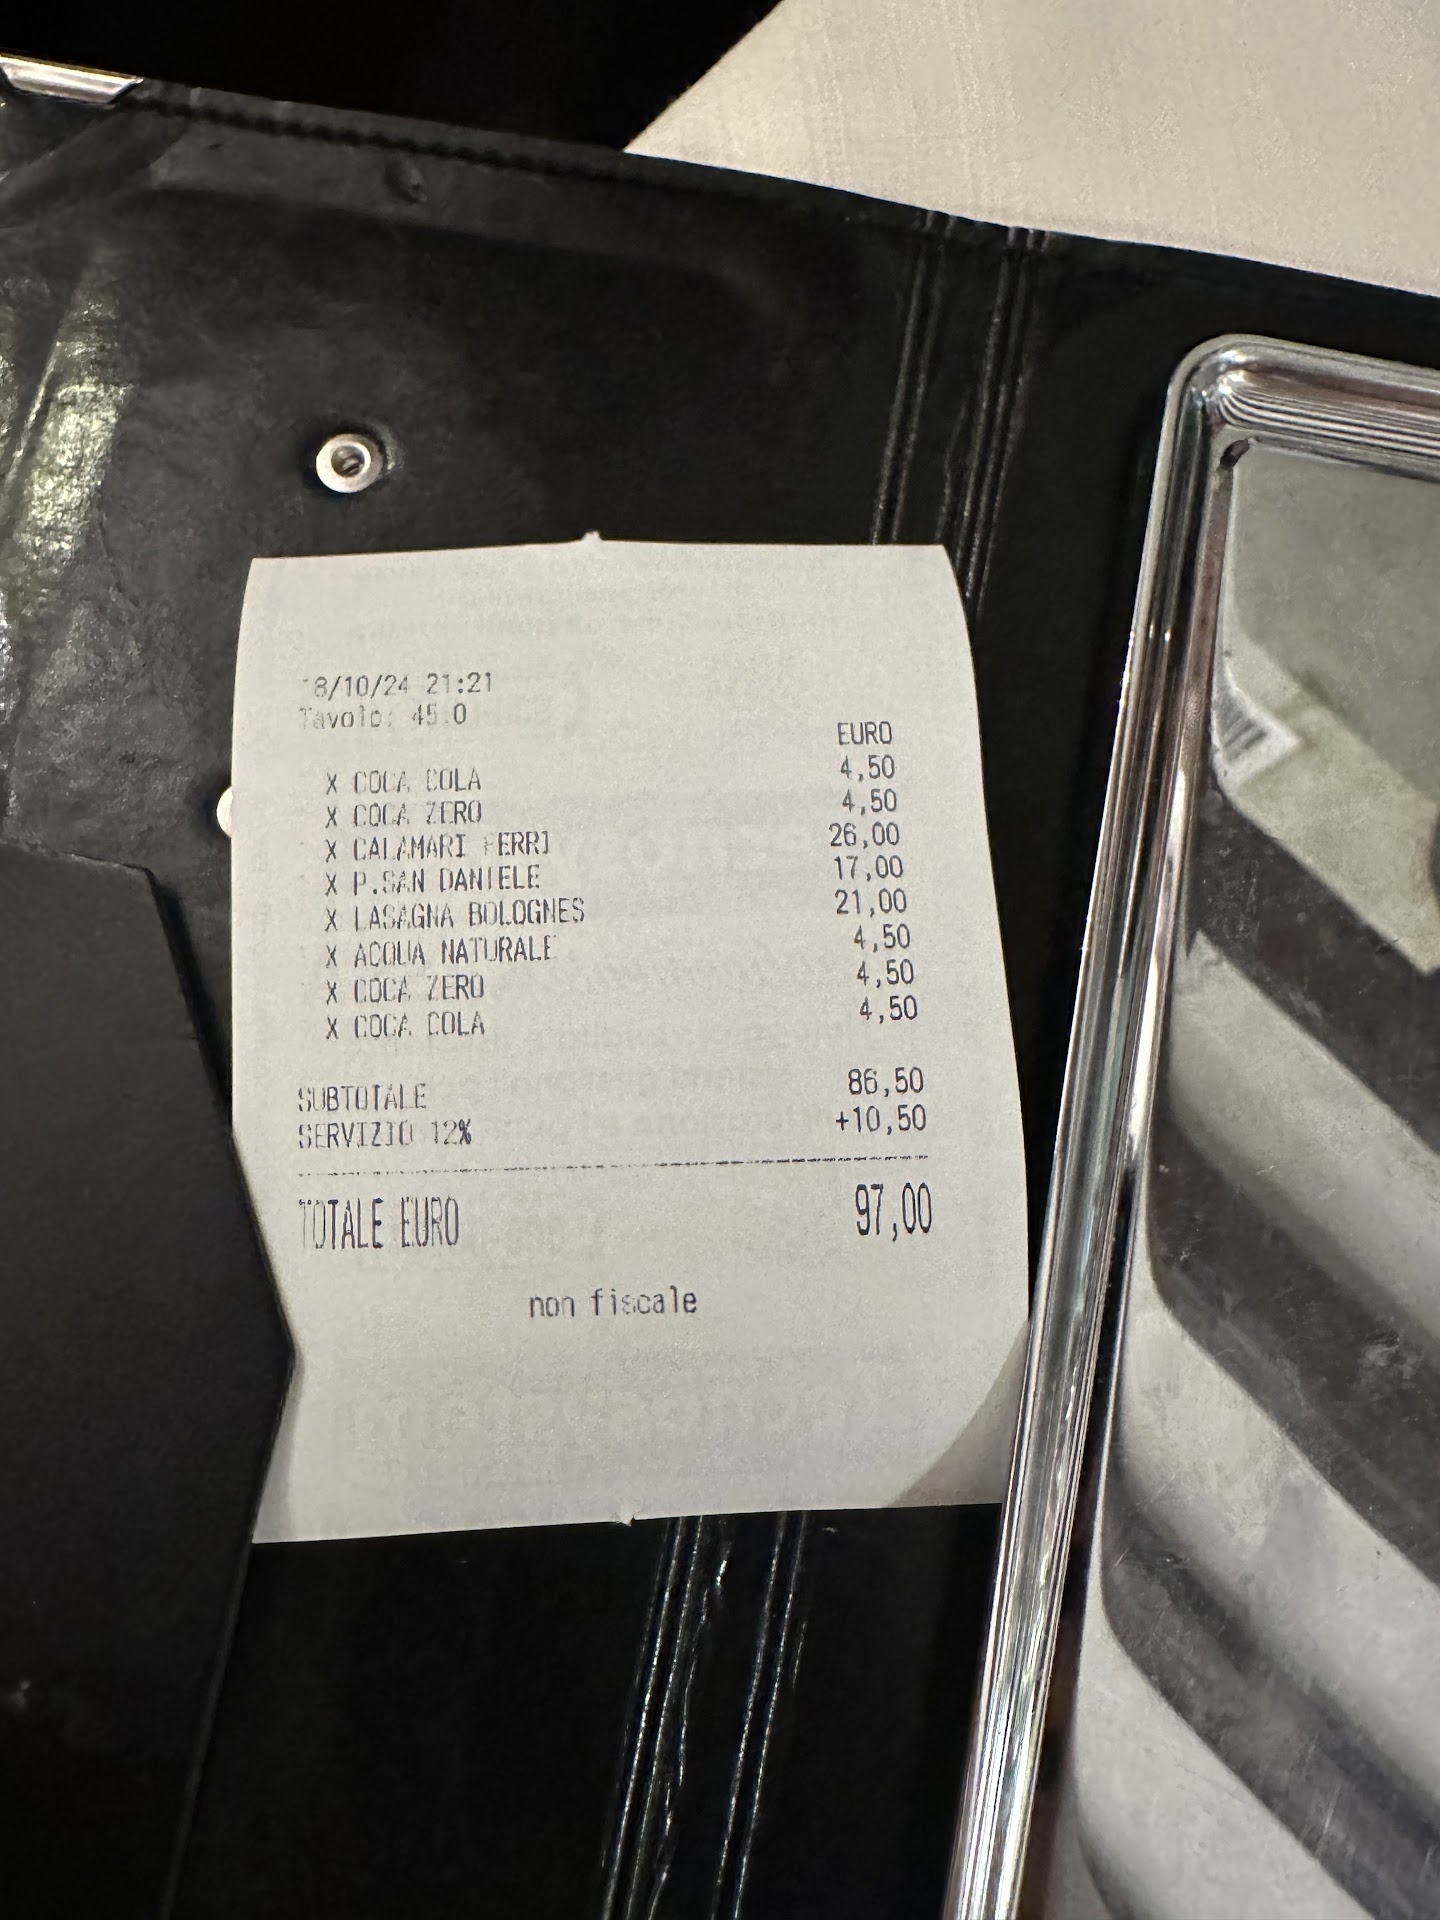 8/10/24 21:21
Tavolo: 45.0
EURO
X COCA COLA 4,50
X COCA ZERO 4,50
X CALAMARI FERRI 26,00
X P.SAN DANIELE 17,00
X LASAGNA BOLOGNES 21,00
X ACQUA NATURALE 4,50
X COCA ZERO 4,50
X COCA COLA 4,50
SUBTOTALE 86,50
SERVIZIO 12% +10,50
TOTALE EURO 97,00
non fiscale